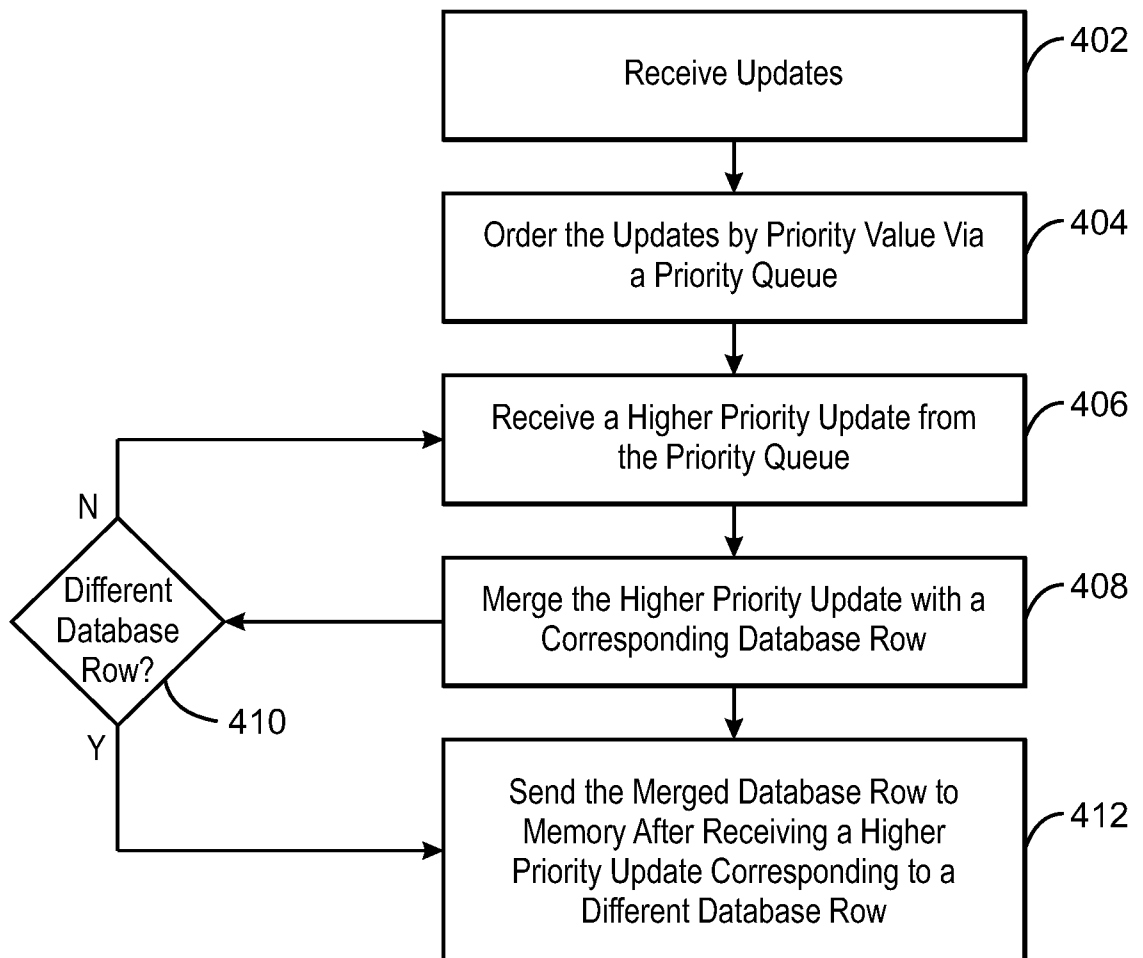 Receive Updates
402
Order the Updates by Priority Value Via
a Priority Queue
404
Receive a Higher Priority Update from
the Priority Queue
406
N
Different
Database
Row?
410
Y
Merge the Higher Priority Update with a
Corresponding Database Row
408
Send the Merged Database Row to
Memory After Receiving a Higher
Priority Update Corresponding to a
Different Database Row
412